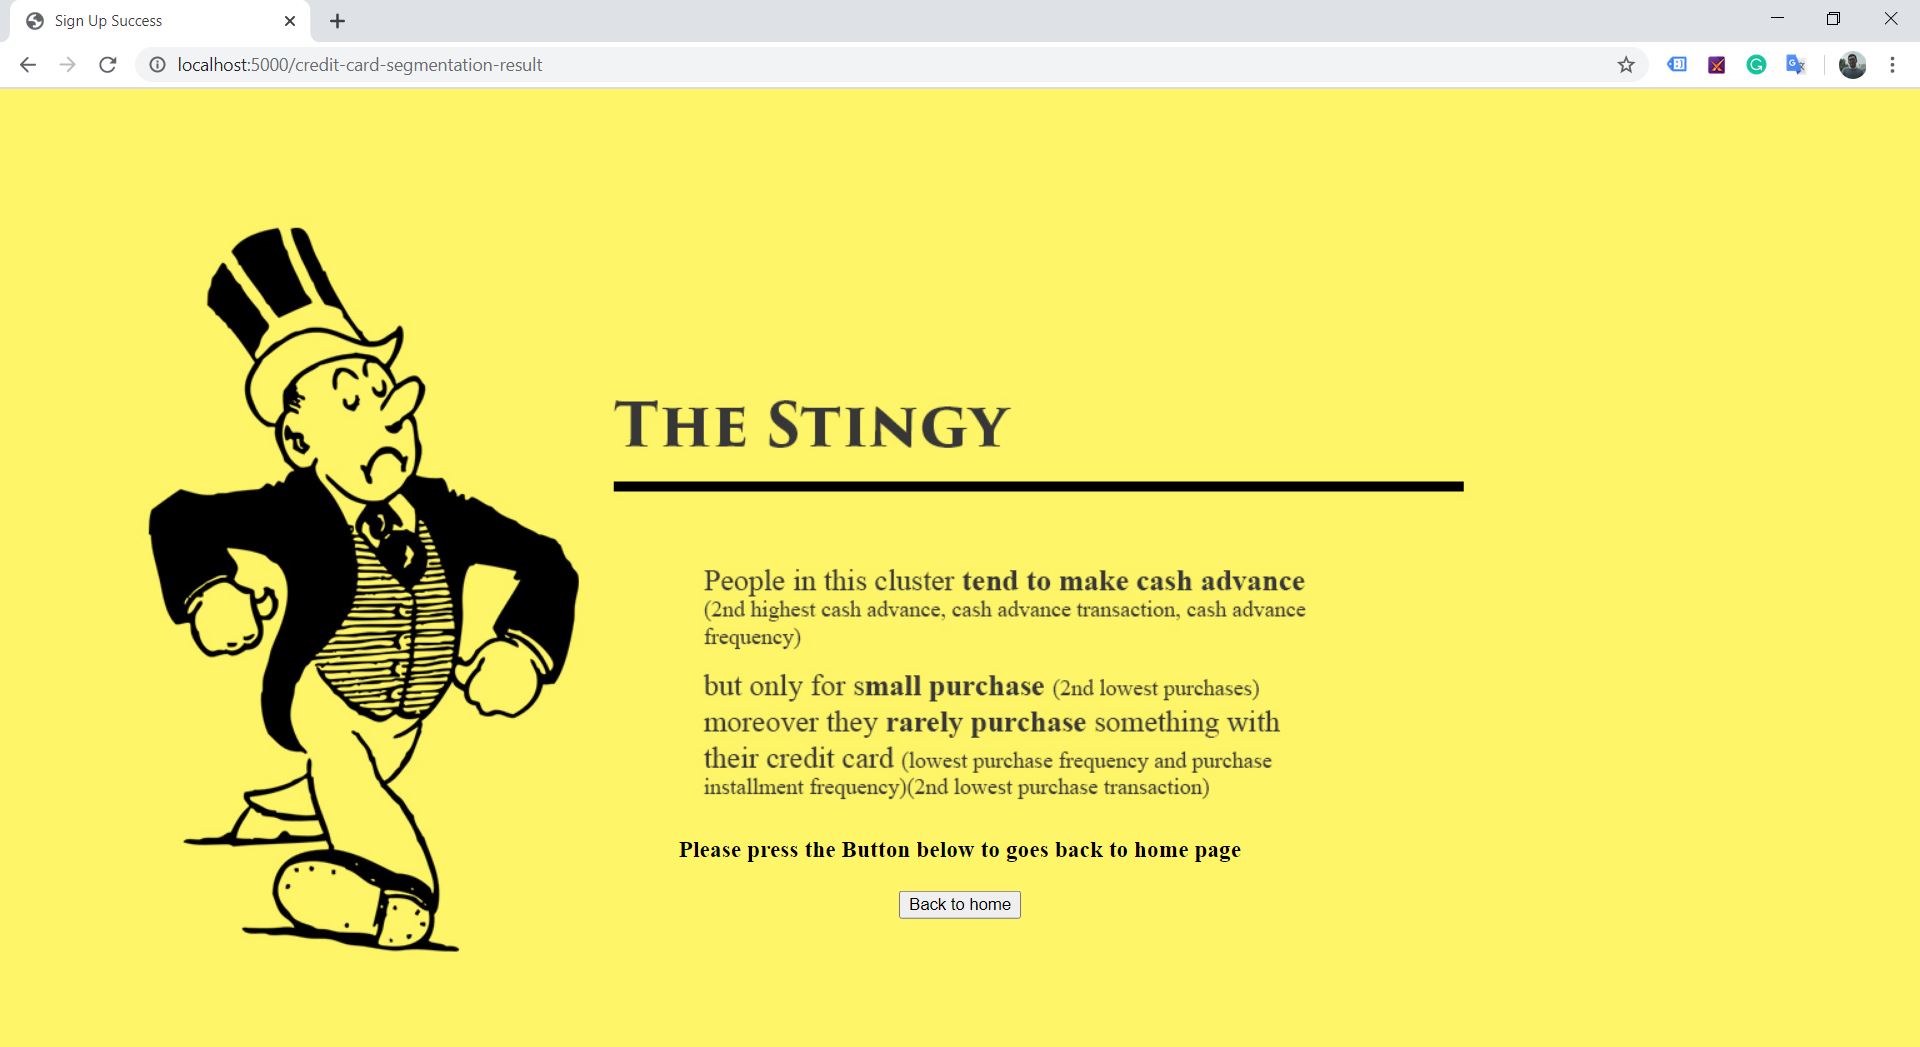 Sign Up Success
localhost:5000/credit-card-segmentation-result
THE STINGY
People in this cluster tend to make cash advance
(2nd highest cash advance, cash advance transaction, cash advance
frequency)
but only for small purchase (2nd lowest purchases)
moreover they rarely purchase something with
their credit card (lowest purchase frequency and purchase
installment frequency)(2nd lowest purchase transaction)
Please press the Button below to goes back to home page
Back to home